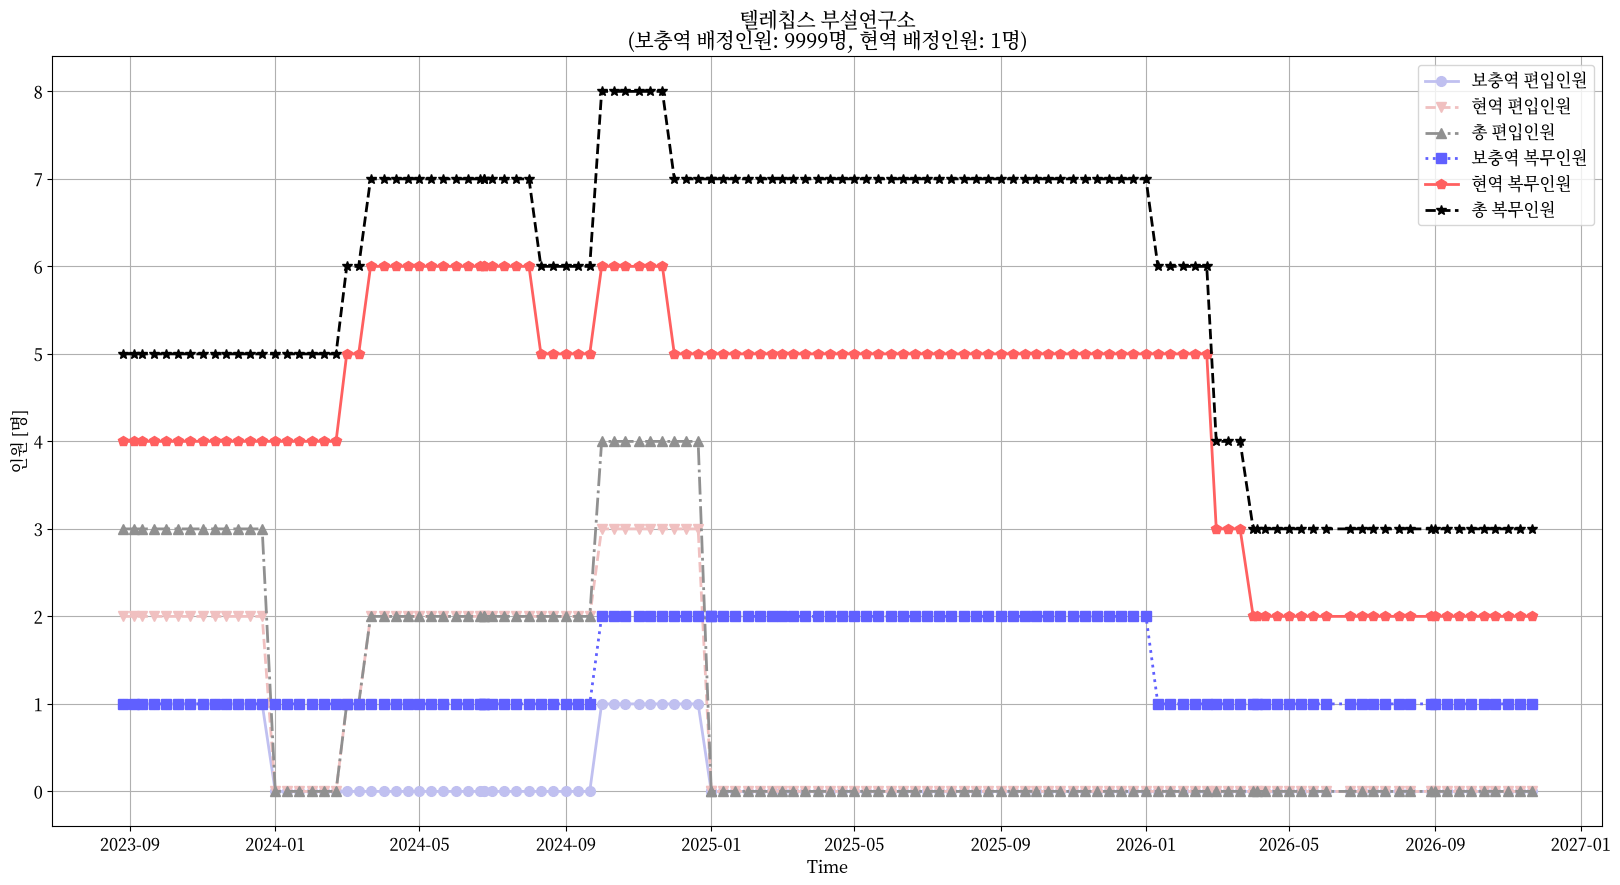 텔레칩스 부설연구소
(보충역 배정인원: 9999명, 현역 배정인원: 1명)
보충역 편입인원
현역 편입인원
총 편입인원
보충역 복무인원
현역 복무인원
총 복무인원
인원 [명]
8
7
6
5
4
3
2
1
0
2023-09
2024-01
2024-05
2024-09
2025-01
2025-05
2025-09
2026-01
2026-05
2026-09
2027-01
Time